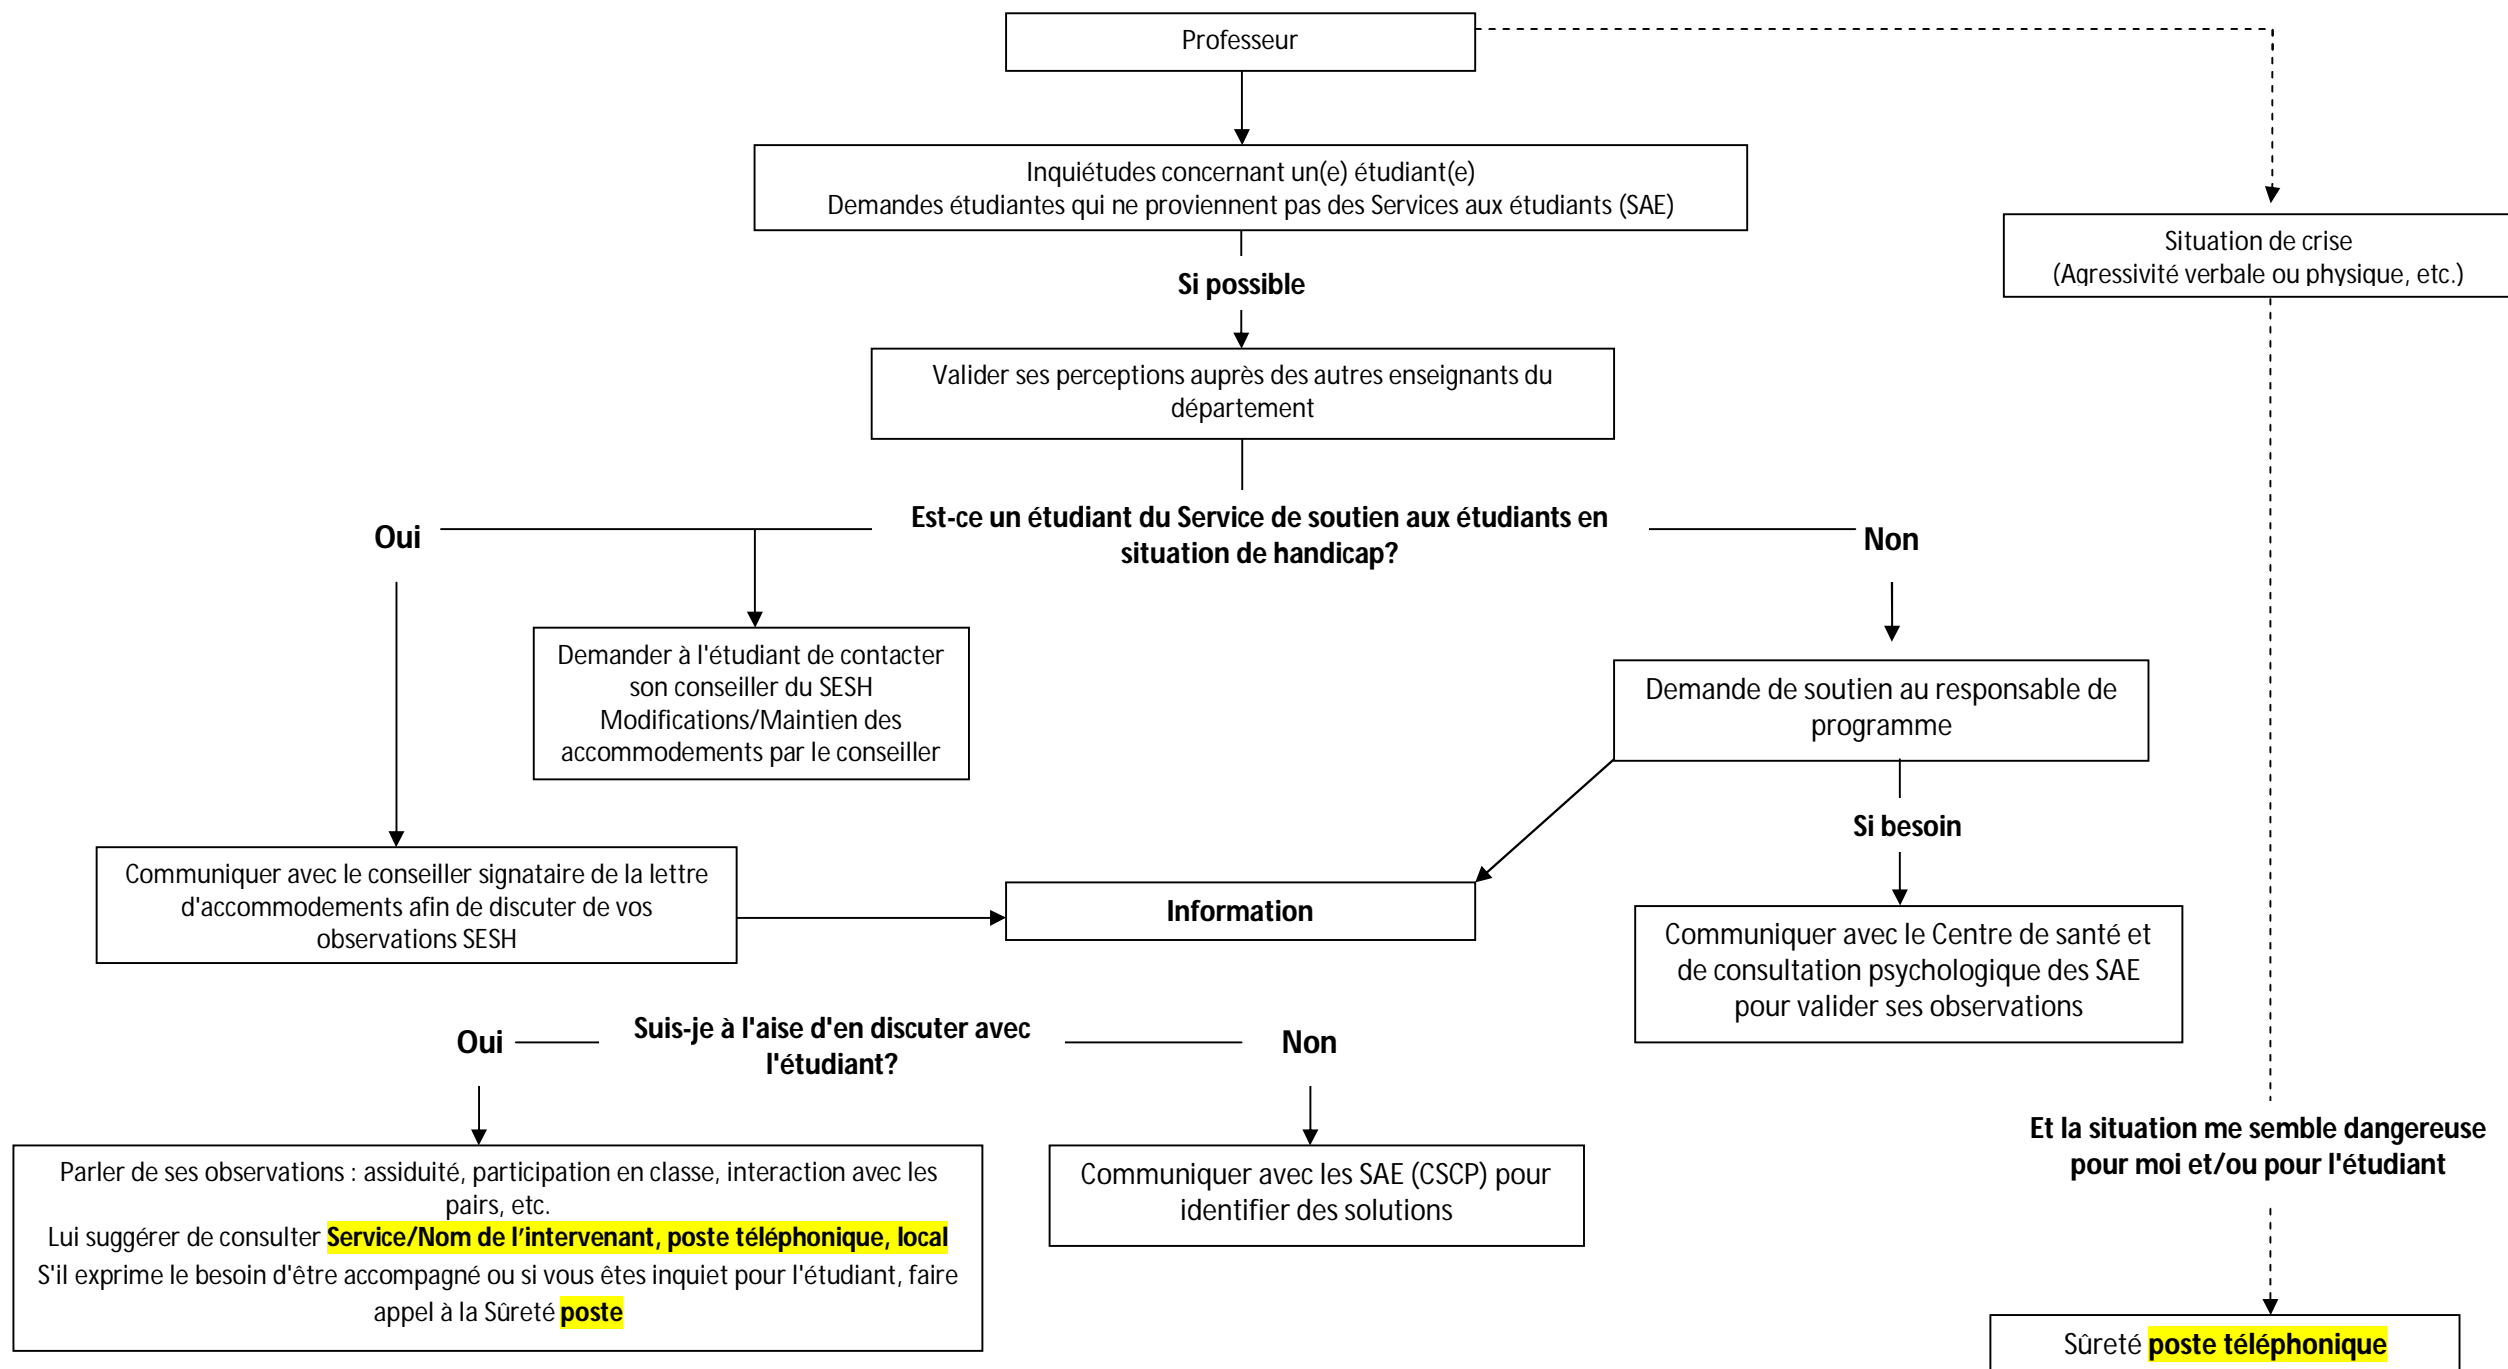 Professeur
Inquiétudes concernant un(e) étudiant(e)
Demandes étudiantes qui ne proviennent pas des Services aux étudiants (SAE)
Situation de crise
(Agressivité verbale ou physique, etc.)
Si possible
Valider ses perceptions auprès des autres enseignants du
département
Oui
Est-ce un étudiant du Service de soutien aux étudiants en
situation de handicap?
Non
Demander à l'étudiant de contacter
son conseiller du SESH
Modifications/Maintien des
accommodements par le conseiller
Demande de soutien au responsable de
programme
Si besoin
Communiquer avec le conseiller signataire de la lettre
d'accommodements afin de discuter de vos
observations SESH
Information
Communiquer avec le Centre de santé et
de consultation psychologique des SAE
pour valider ses observations
Oui
Suis-je à l'aise d'en discuter avec
l'étudiant?
Non
Et la situation me semble dangereuse
pour moi et/ou pour l'étudiant
Parler de ses observations : assiduité, participation en classe, interaction avec les
pairs, etc.
Lui suggérer de consulter Service/Nom de l’intervenant, poste téléphonique, local
S'il exprime le besoin d'être accompagné ou si vous êtes inquiet pour l'étudiant, faire
appel à la Sûreté poste
Communiquer avec les SAE (CSCP) pour
identifier des solutions
Sûreté poste téléphonique